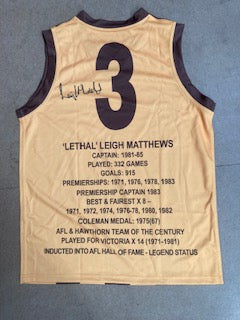 3
'LETHAL' LEIGH MATTHEWS
CAPTAIN: 1981-85
PLAYED: 332 GAMES
GOALS: 915
PREMIERSHIPS: 1971, 1976, 1978, 1983
PREMIERSHIP CAPTAIN 1983
BEST & FAIREST X 8 –
1971, 1972, 1974, 1976-78, 1980, 1982
COLEMAN MEDAL: 1975(67)
AFL & HAWTHORN TEAM OF THE CENTURY
PLAYED FOR VICTORIA X 14 (1971-1981)
INDUCTED INTO AFL HALL OF FAME - LEGEND STATUS